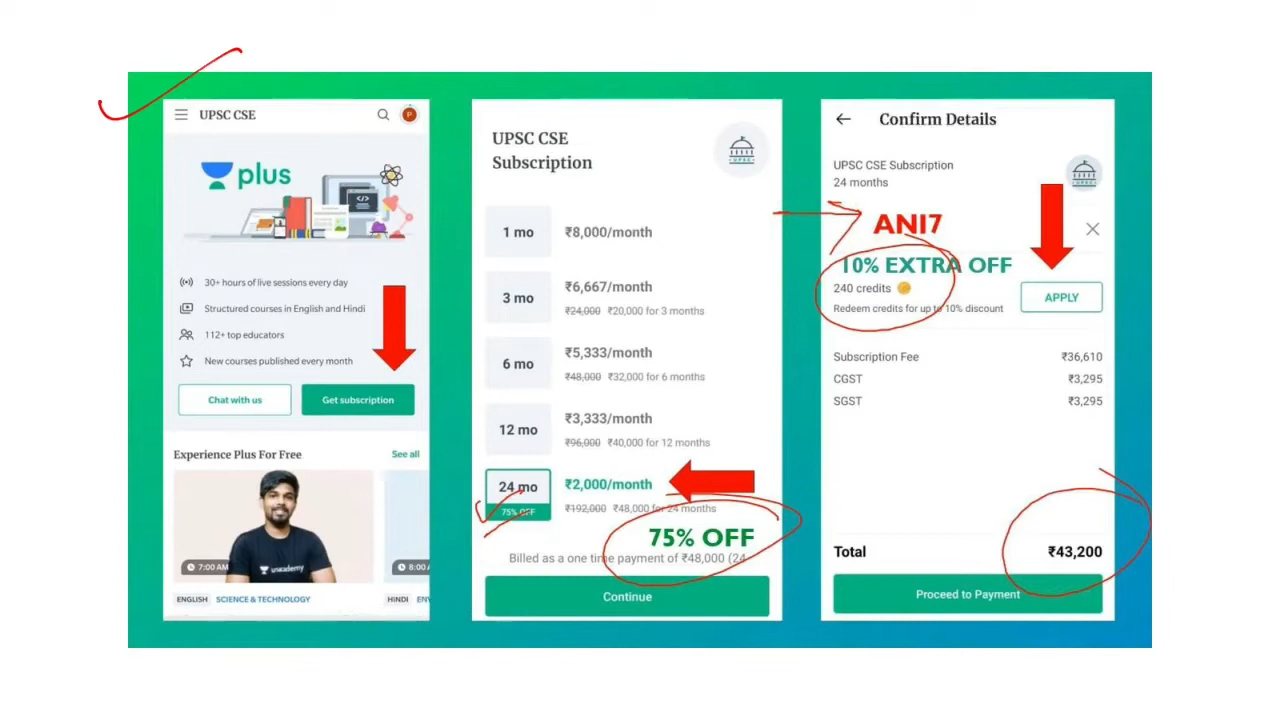 UPSC CSE
P
plus
30+ hours of live sessions every day
Structured courses in English and Hindi
112+ top educators
New courses published every month
Chat with us
Get subscription
Experience Plus For Free
See all
7:00 AM
unacademy
8:00
ENGLISH SCIENCE & TECHNOLOGY
HINDI
UPSC CSE
Subscription
UPSC
1 mo
₹8,000/month
3 mo
₹6,667/month
₹24,000 ₹20,000 for 3 months
6 mo
₹5,333/month
₹48,000 ₹32,000 for 6 months
12 mo
₹3,333/month
₹96,000 ₹40,000 for 12 months
24 mo
75% OFF
₹2,000/month
₹192,000 ₹48,000 for 24 months
75% OFF
Billed as a one time payment of ₹48,000 (24
Continue
Confirm Details
UPSC CSE Subscription
24 months
UPSC
ANI7
10% EXTRA OFF
240 credits
Redeem credits for up to 10% discount
APPLY
Subscription Fee ₹36,610
CGST ₹3,295
SGST ₹3,295
Total ₹43,200
Proceed to Payment